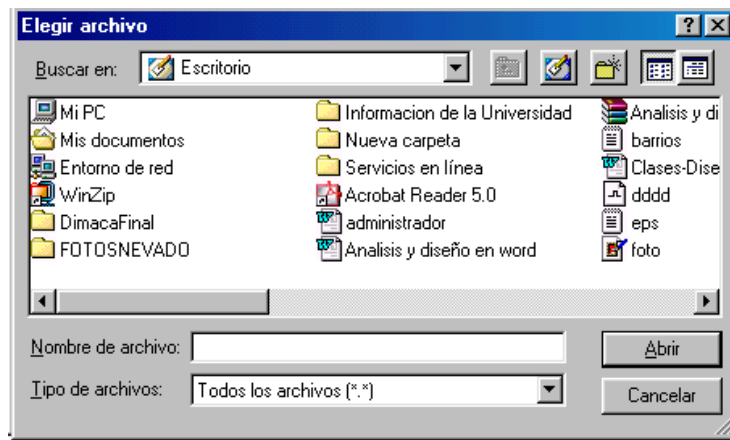 Elegir archivo
Buscar en: Escritorio
Mi PC
Mis documentos
Entorno de red
WinZip
DimacaFinal
FOTOSNEVADO
Informacion de la Universidad
Nueva carpeta
Servicios en línea
Acrobat Reader 5.0
administrador
Analisis y diseño en word
Analisis y di
barrios
Clases-Dise
dddd
eps
foto
Nombre de archivo:
Abrir
Tipo de archivos: Todos los archivos (*.*)
Cancelar